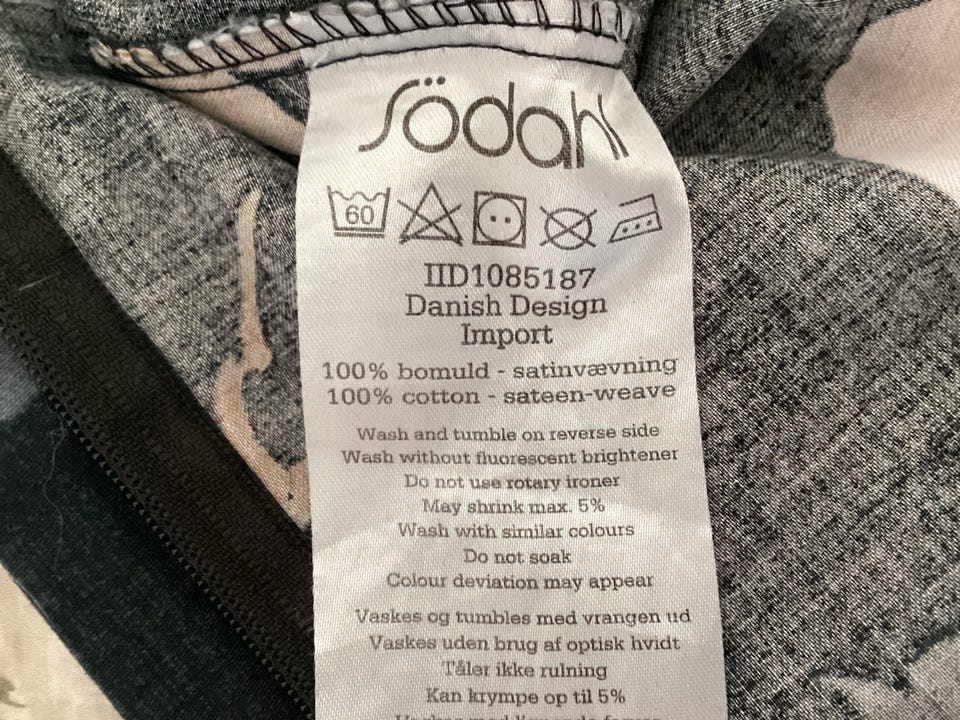 Södahl
60
IID1085187
Danish Design
Import
100% bomuld - satinvævning
100% cotton - sateen-weave
Wash and tumble on reverse side
Wash without fluorescent brightener
Do not use rotary ironer
May shrink max. 5%
Wash with similar colours
Do not soak
Colour deviation may appear
Vaskes og tumbles med vrangen ud
Vaskes uden brug af optisk hvidt
Tåler ikke rulning
Kan krympe op til 5%